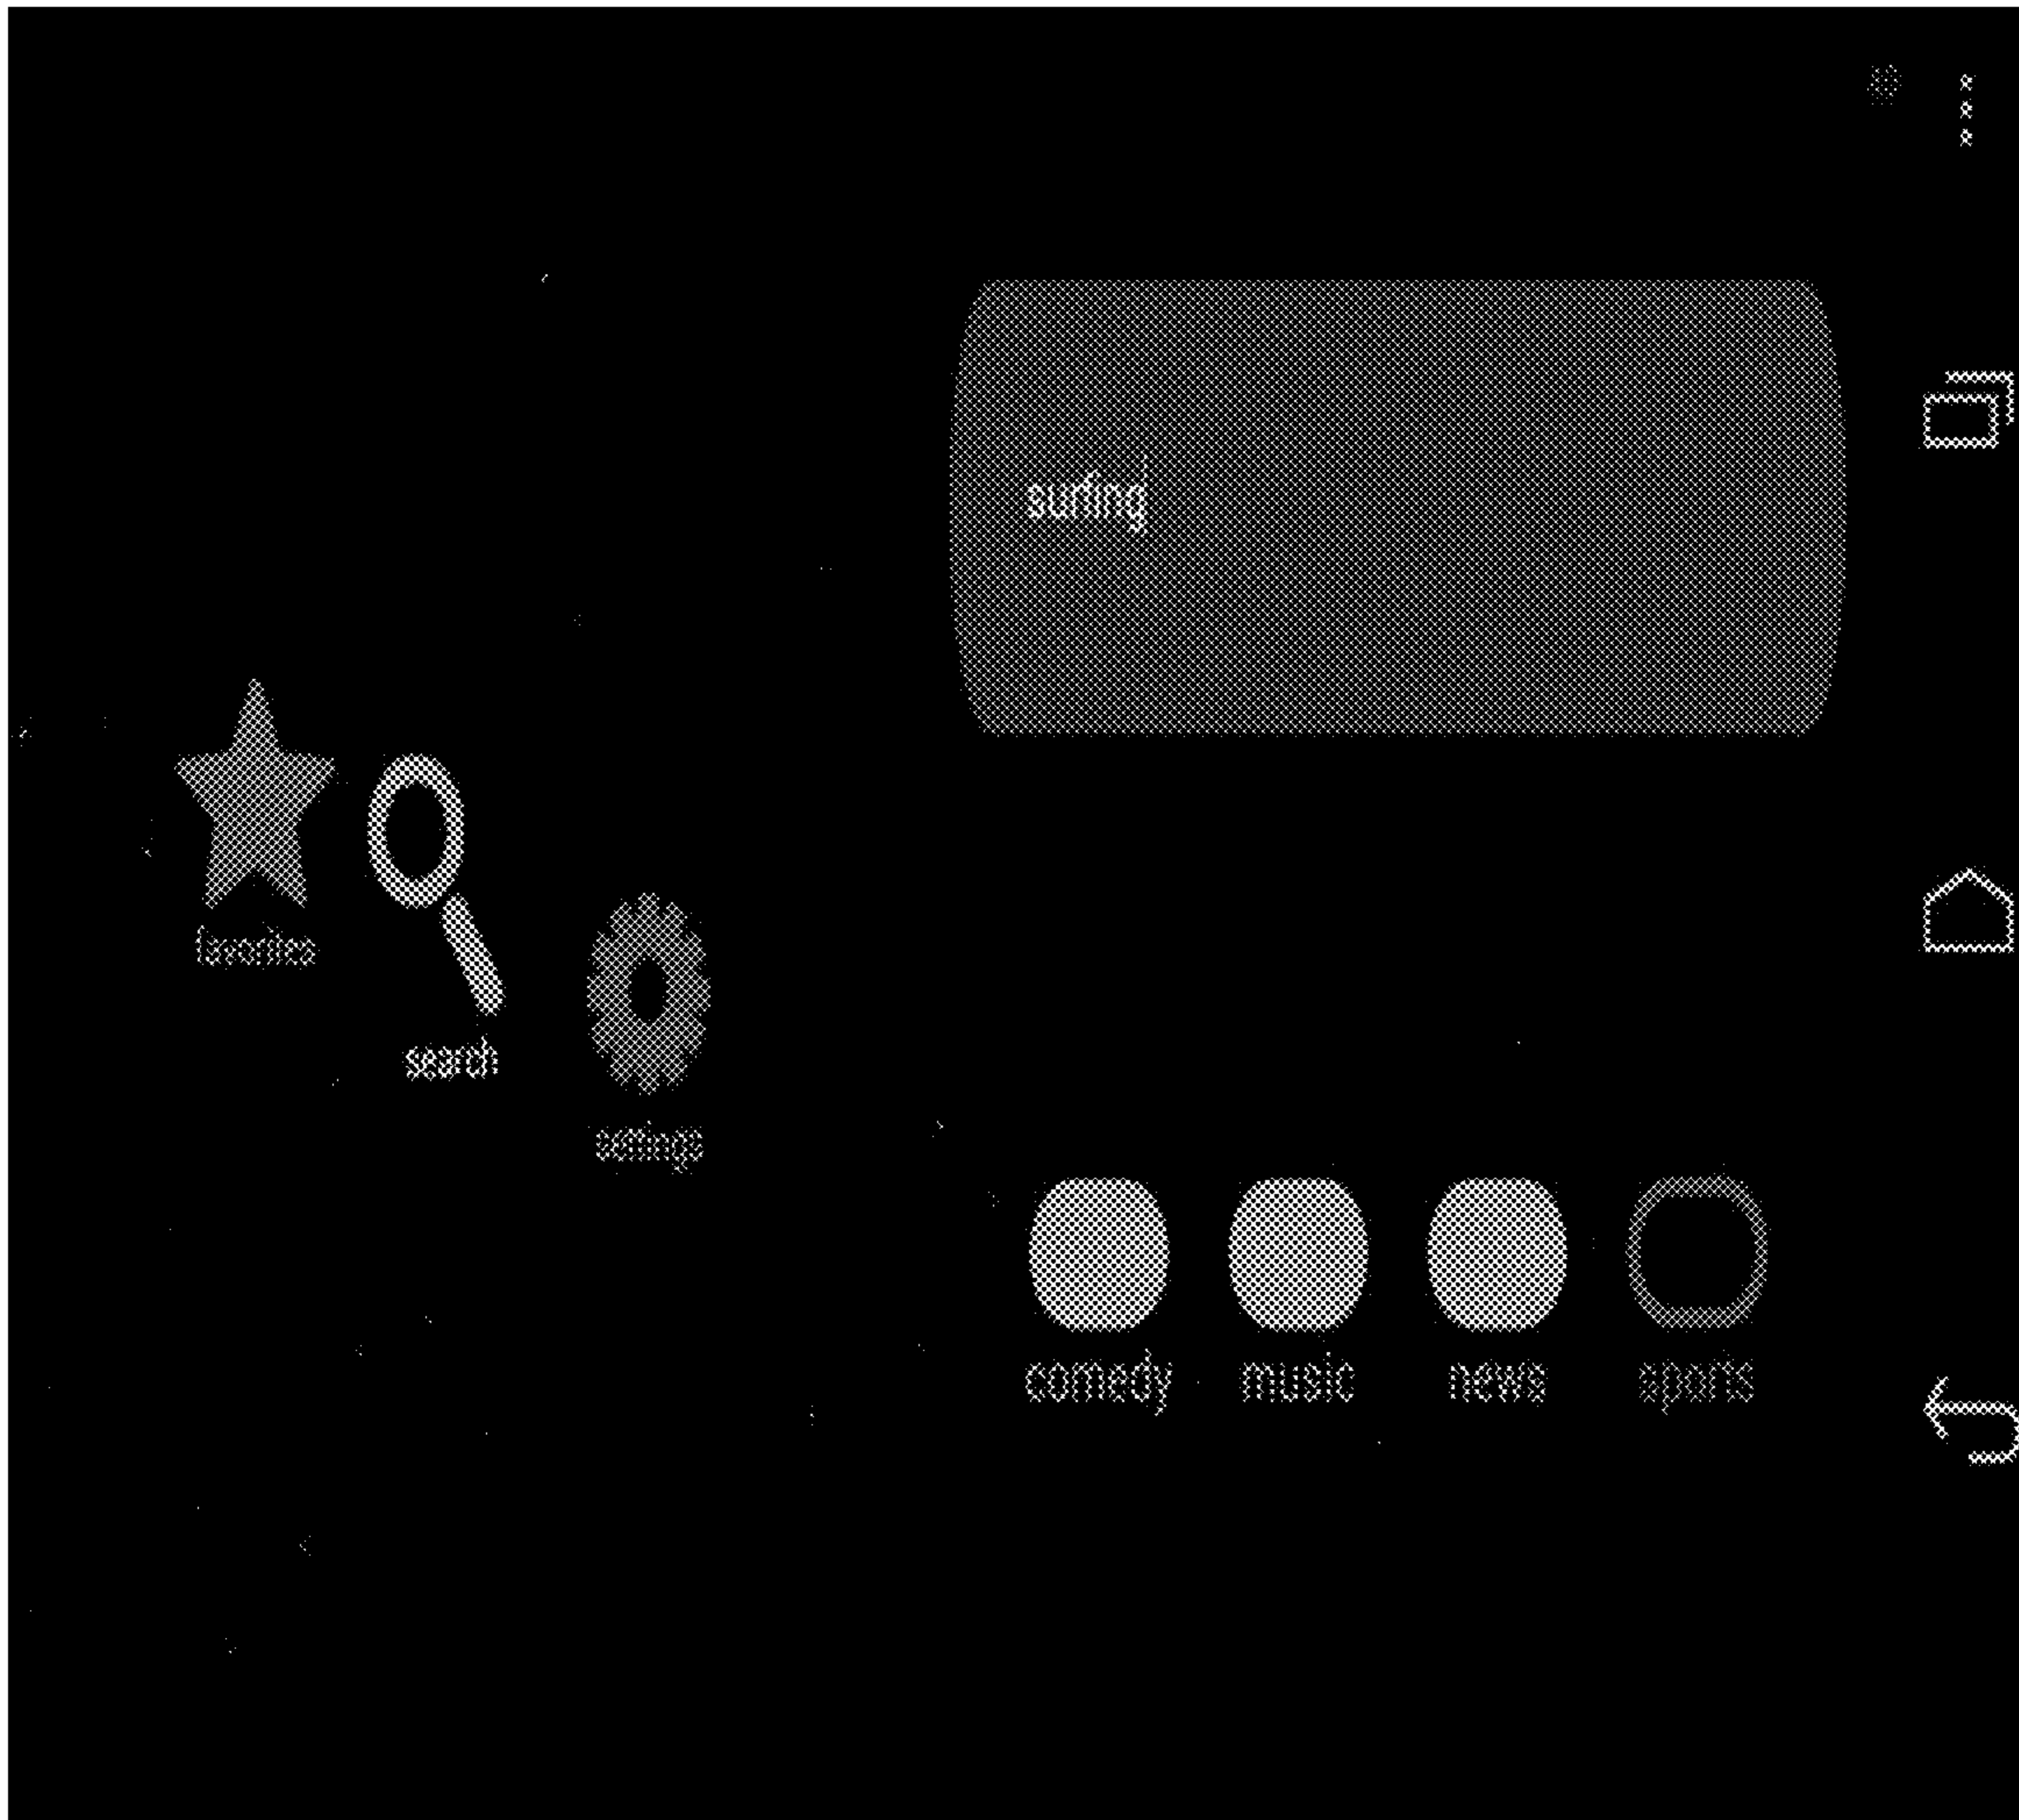 surfing
favorites
search
settings
comedy music news sports